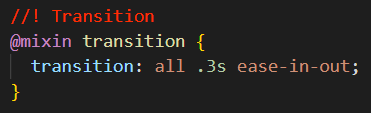 //! Transition
@mixin transition {
  transition: all .3s ease-in-out;
}